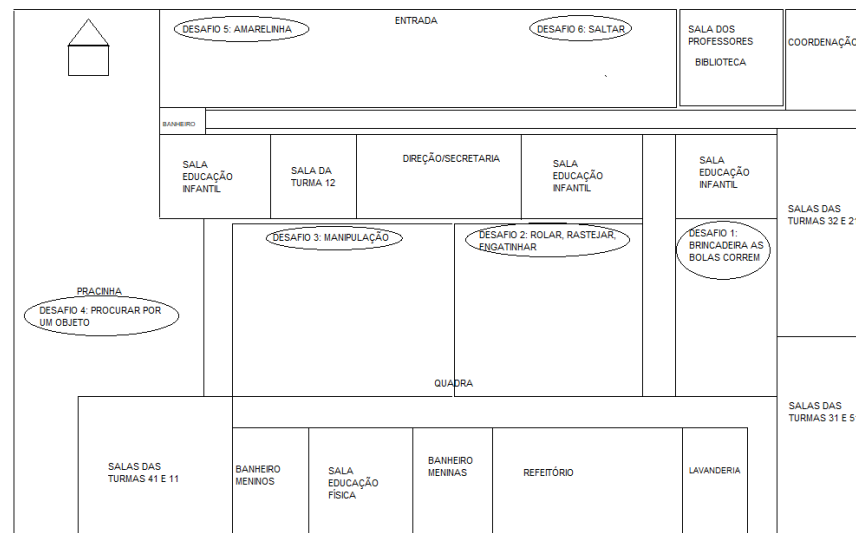 ENTRADA
DESAFIO 5: AMARELINHA
DESAFIO 6: SALTAR
SALA DOS
PROFESSORES
BIBLIOTECA
COORDENAÇÃO
BANHEIRO
SALA
EDUCAÇÃO
INFANTIL
SALA DA
TURMA 12
DIREÇÃO/SECRETARIA
SALA
EDUCAÇÃO
INFANTIL
SALA
EDUCAÇÃO
INFANTIL
SALAS DAS
TURMAS 32 E 21
DESAFIO 3: MANIPULAÇÃO
DESAFIO 2: ROLAR, RASTEJAR,
ENGATINHAR
DESAFIO 1:
BRINCADEIRA AS
BOLAS CORREM
PRACINHA
DESAFIO 4: PROCURAR POR
UM OBJETO
QUADRA
SALAS DAS
TURMAS 31 E 51
SALAS DAS
TURMAS 41 E 11
BANHEIRO
MENINOS
SALA
EDUCAÇÃO
FÍSICA
BANHEIRO
MENINAS
REFEITÓRIO
LAVANDERIA